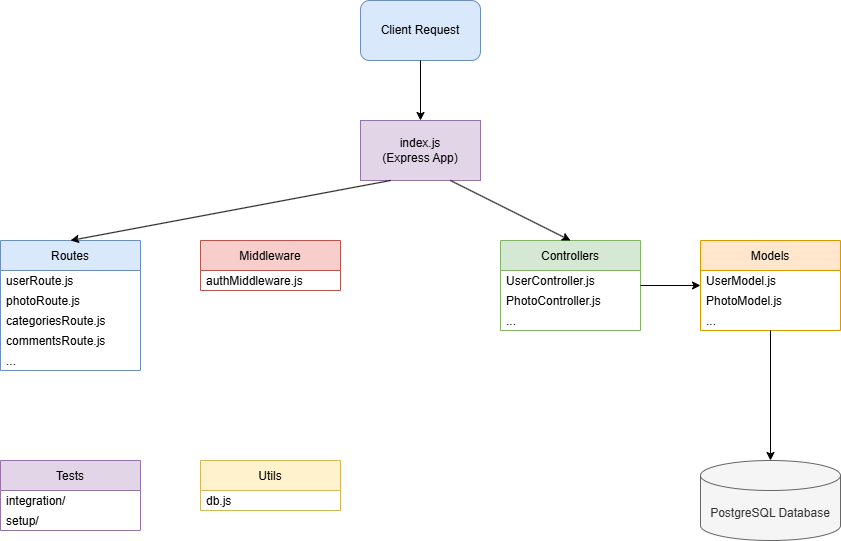 Client Request
index.js
(Express App)
Routes
userRoute.js
photoRoute.js
categoriesRoute.js
commentsRoute.js
...
Middleware
authMiddleware.js
Controllers
UserController.js
PhotoController.js
...
Models
UserModel.js
PhotoModel.js
...
Tests
integration/
setup/
Utils
db.js
PostgreSQL Database